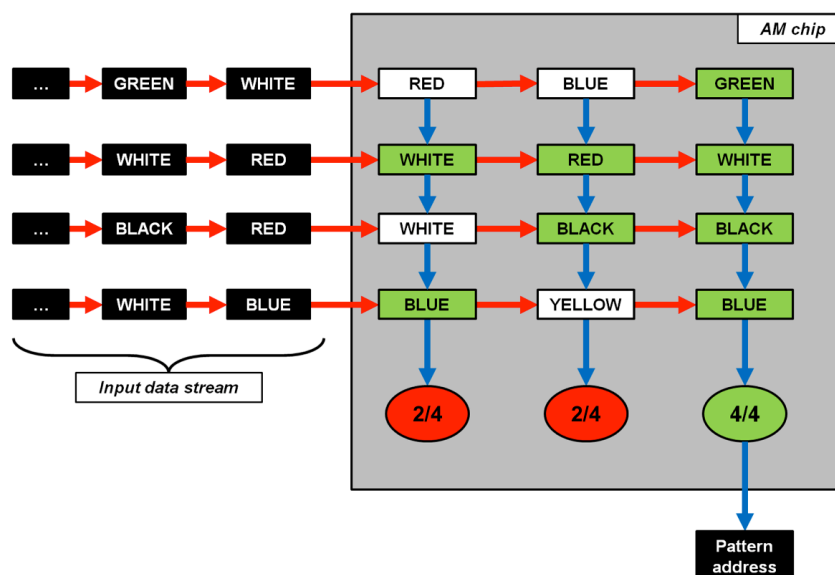 AM chip
... GREEN WHITE RED BLUE GREEN
... WHITE RED WHITE RED WHITE
... BLACK RED WHITE BLACK BLACK
... WHITE BLUE BLUE YELLOW BLUE
Input data stream
2/4 2/4 4/4
Pattern
address